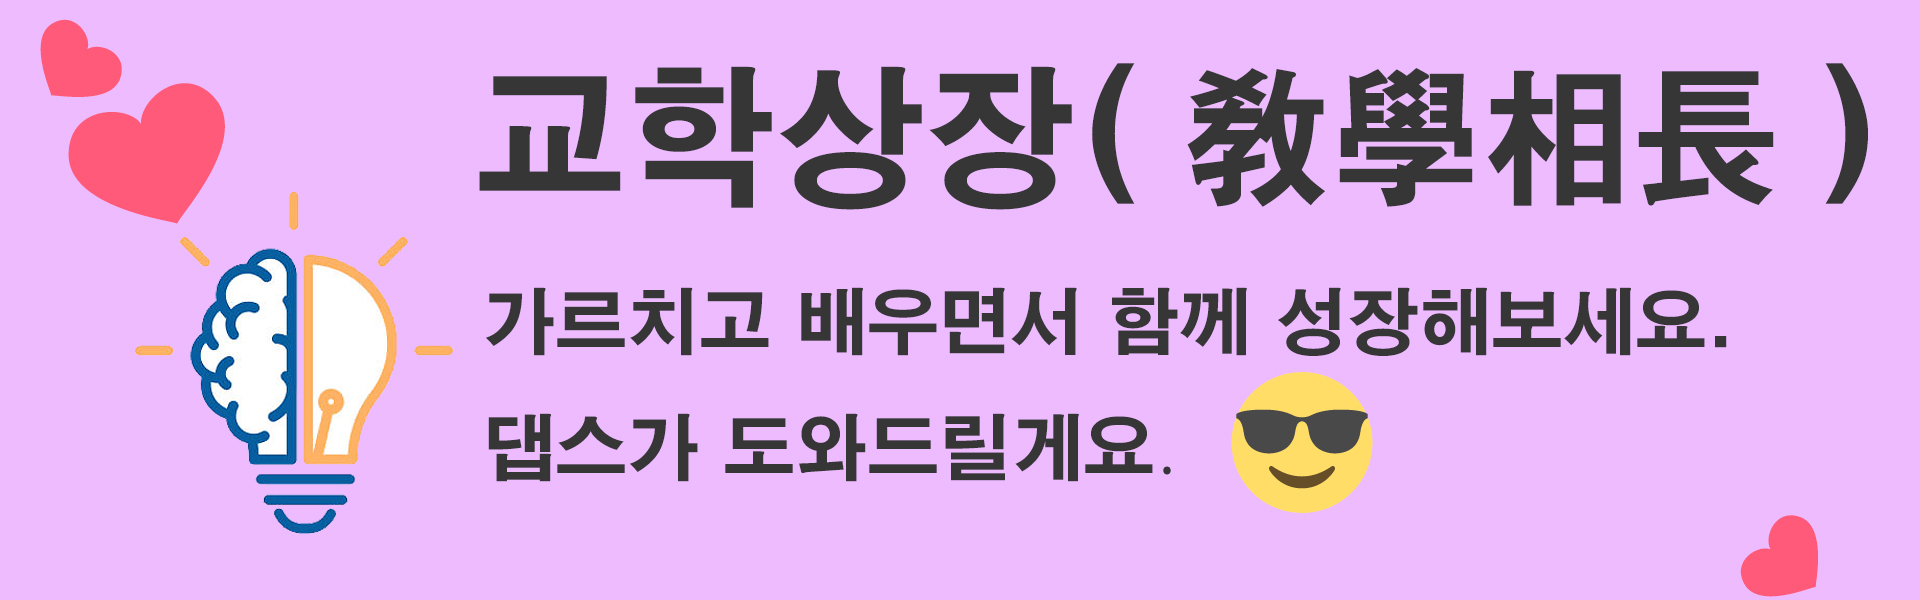 교학상장( 敎學相長 )
가르치고 배우면서 함께 성장해보세요.
댑스가 도와드릴게요.